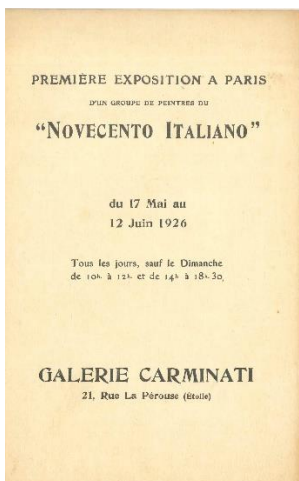 PREMIÈRE EXPOSITION A PARIS
D'UN GROUPE DE PEINTRES DU
"NOVECENTO ITALIANO"
du 17 Mai au
12 Juin 1926
Tous les jours, sauf le Dimanche
de 10h. à 12h. et de 14h. à 18h.30.
GALERIE CARMINATI
21, Rue La Pérouse (Étoile)